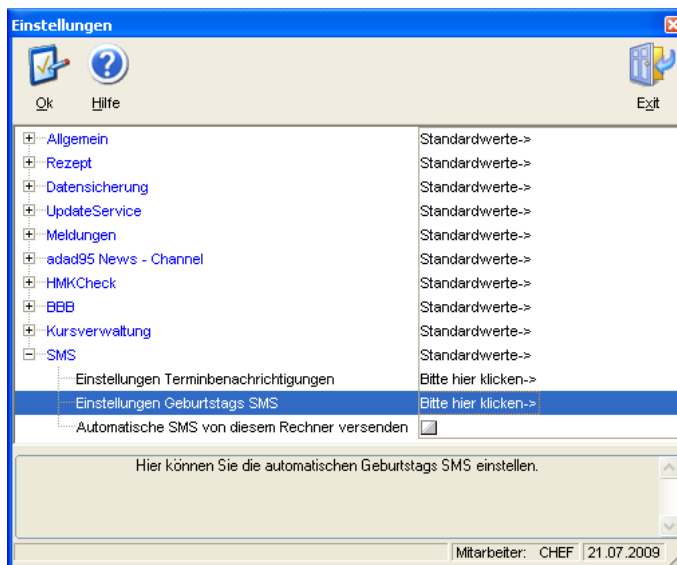 Einstellungen
Ok Hilfe Exit
Allgemein Standardwerte->
Rezept Standardwerte->
Datensicherung Standardwerte->
UpdateService Standardwerte->
Meldungen Standardwerte->
adad95 News - Channel Standardwerte->
HMKCheck Standardwerte->
BBB Standardwerte->
Kursverwaltung Standardwerte->
SMS Standardwerte->
Einstellungen Terminbenachrichtigungen Bitte hier klicken->
Einstellungen Geburtstags SMS Bitte hier klicken->
Automatische SMS von diesem Rechner versenden
Hier können Sie die automatischen Geburtstags SMS einstellen.
Mitarbeiter: CHEF 21.07.2009